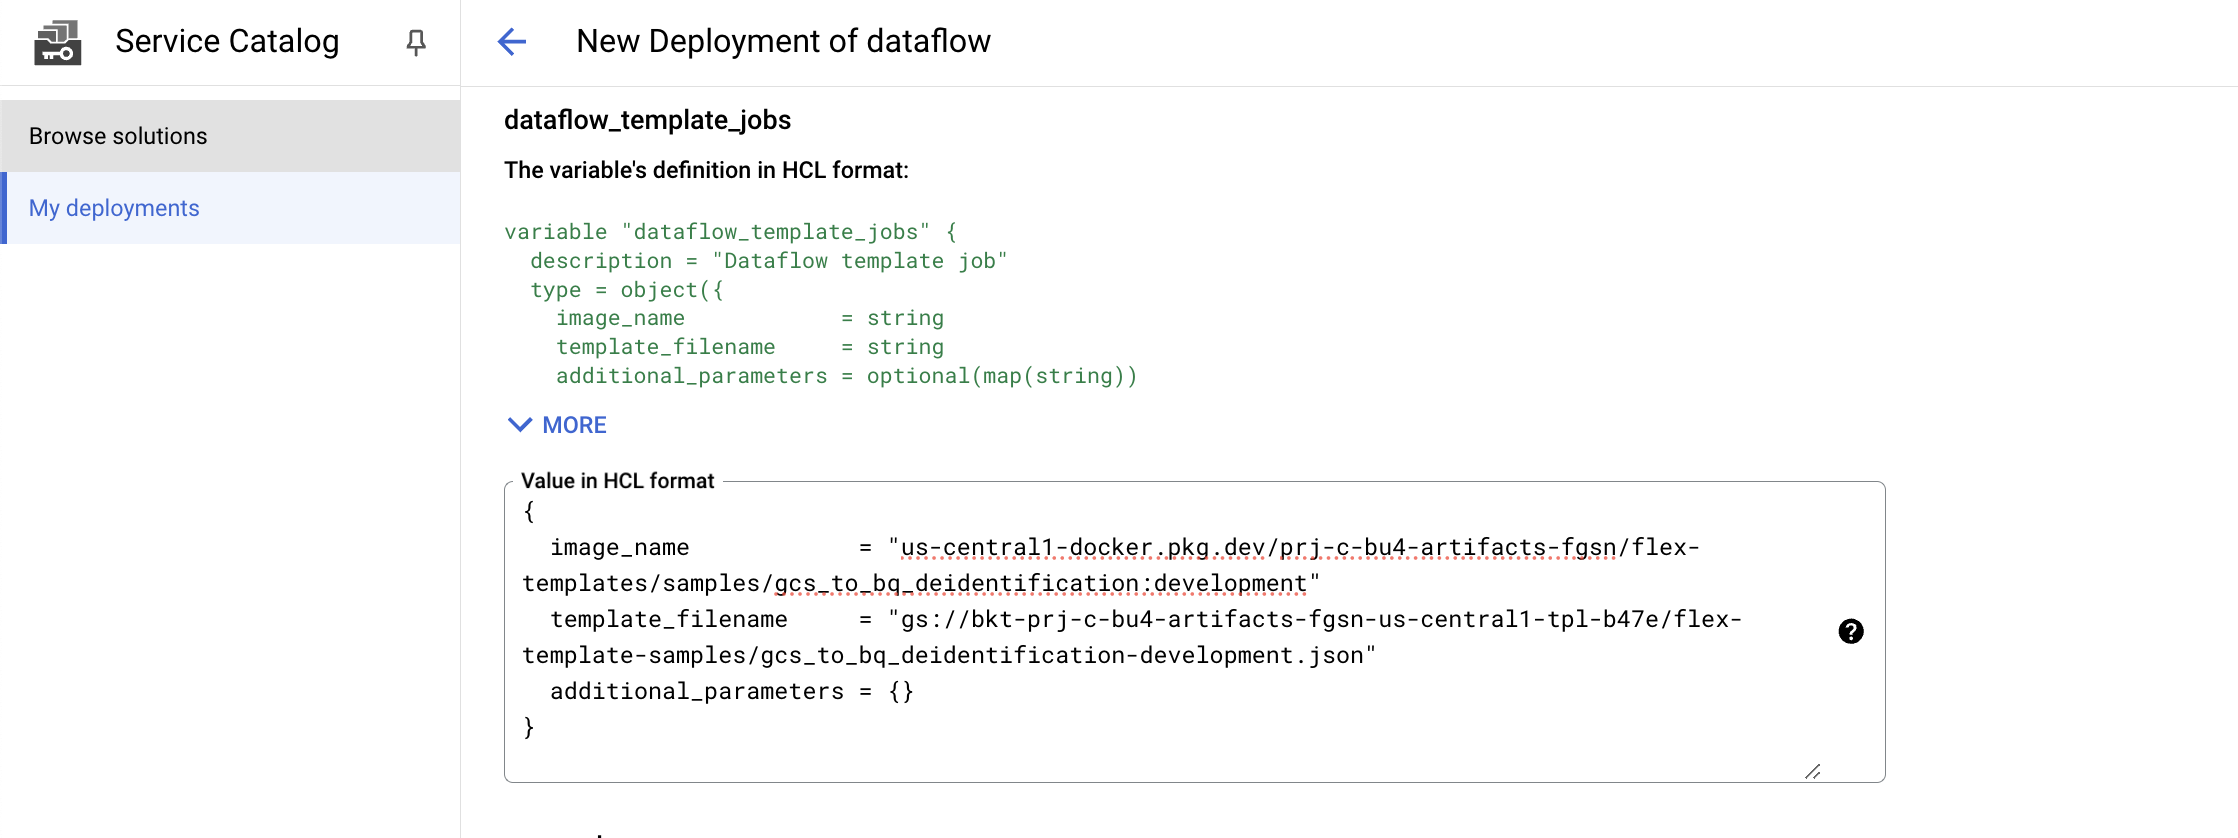 Service Catalog
New Deployment of dataflow
Browse solutions
My deployments
dataflow_template_jobs
The variable's definition in HCL format:
variable "dataflow_template_jobs" {
  description = "Dataflow template job"
  type = object({
    image_name            = string
    template_filename     = string
    additional_parameters = optional(map(string))
MORE
Value in HCL format
{
  image_name            = "us-central1-docker.pkg.dev/prj-c-bu4-artifacts-fgsn/flex-
templates/samples/gcs_to_bq_deidentification:development"
  template_filename     = "gs://bkt-prj-c-bu4-artifacts-fgsn-us-central1-tpl-b47e/flex-
template-samples/gcs_to_bq_deidentification-development.json"
  additional_parameters = {}
}